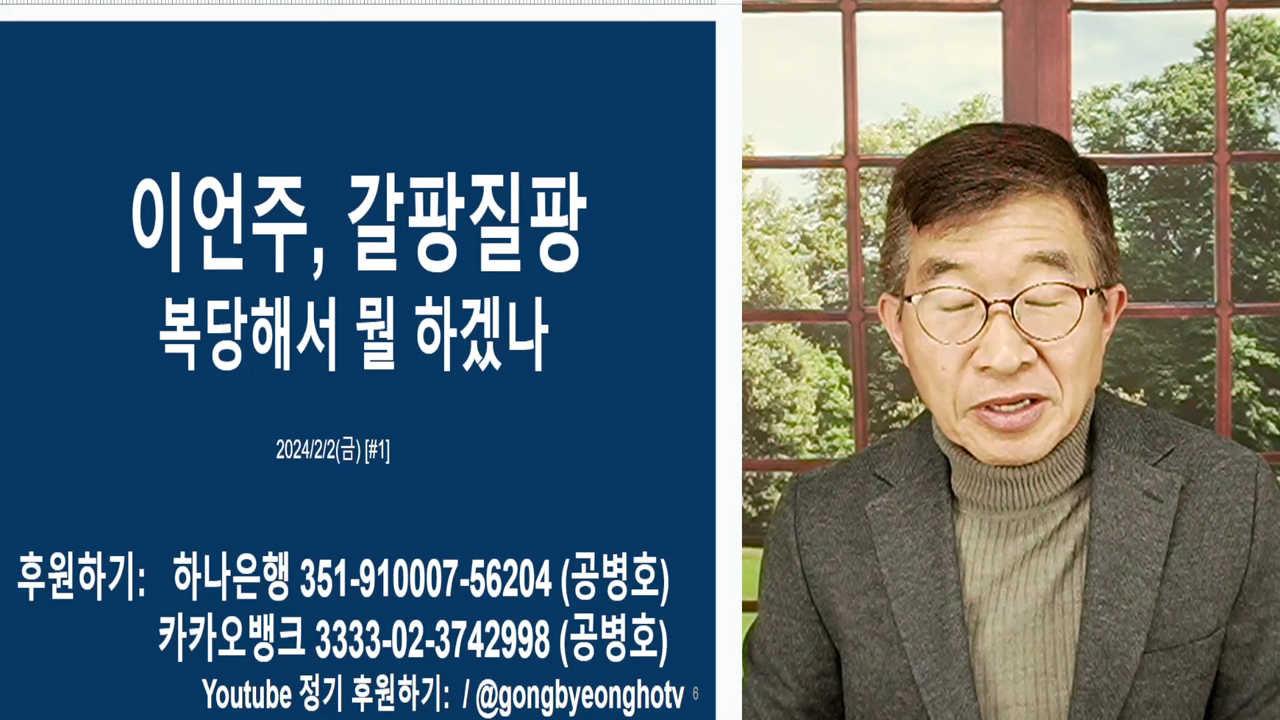 이언주, 갈팡질팡
복당해서 뭘 하겠나
2024/2/2(금) [#1]
후원하기: 하나은행 351-910007-56204 (공병호)
카카오뱅크 3333-02-3742998 (공병호)
Youtube 정기 후원하기: / @gongbyeonghotv 6